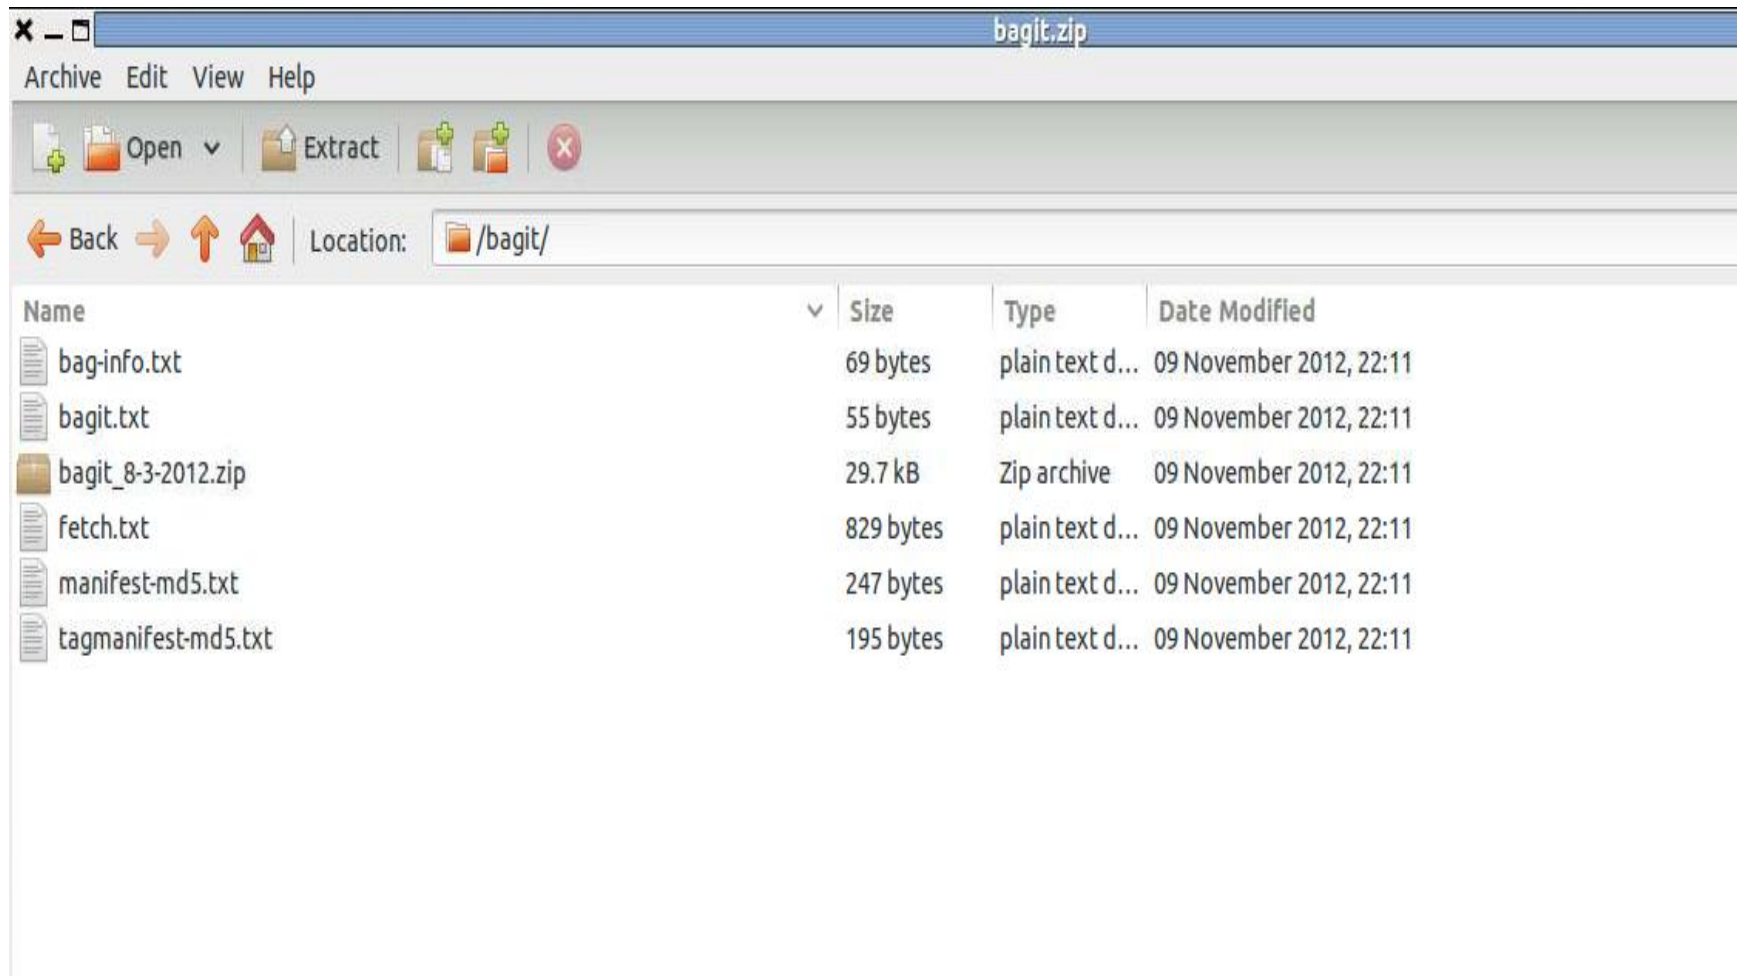 bagit.zip
Archive Edit View Help
Open Extract
Back Location: /bagit/
Name Size Type Date Modified
bag-info.txt 69 bytes plain text d... 09 November 2012, 22:11
bagit.txt 55 bytes plain text d... 09 November 2012, 22:11
bagit_8-3-2012.zip 29.7 kB Zip archive 09 November 2012, 22:11
fetch.txt 829 bytes plain text d... 09 November 2012, 22:11
manifest-md5.txt 247 bytes plain text d... 09 November 2012, 22:11
tagmanifest-md5.txt 195 bytes plain text d... 09 November 2012, 22:11